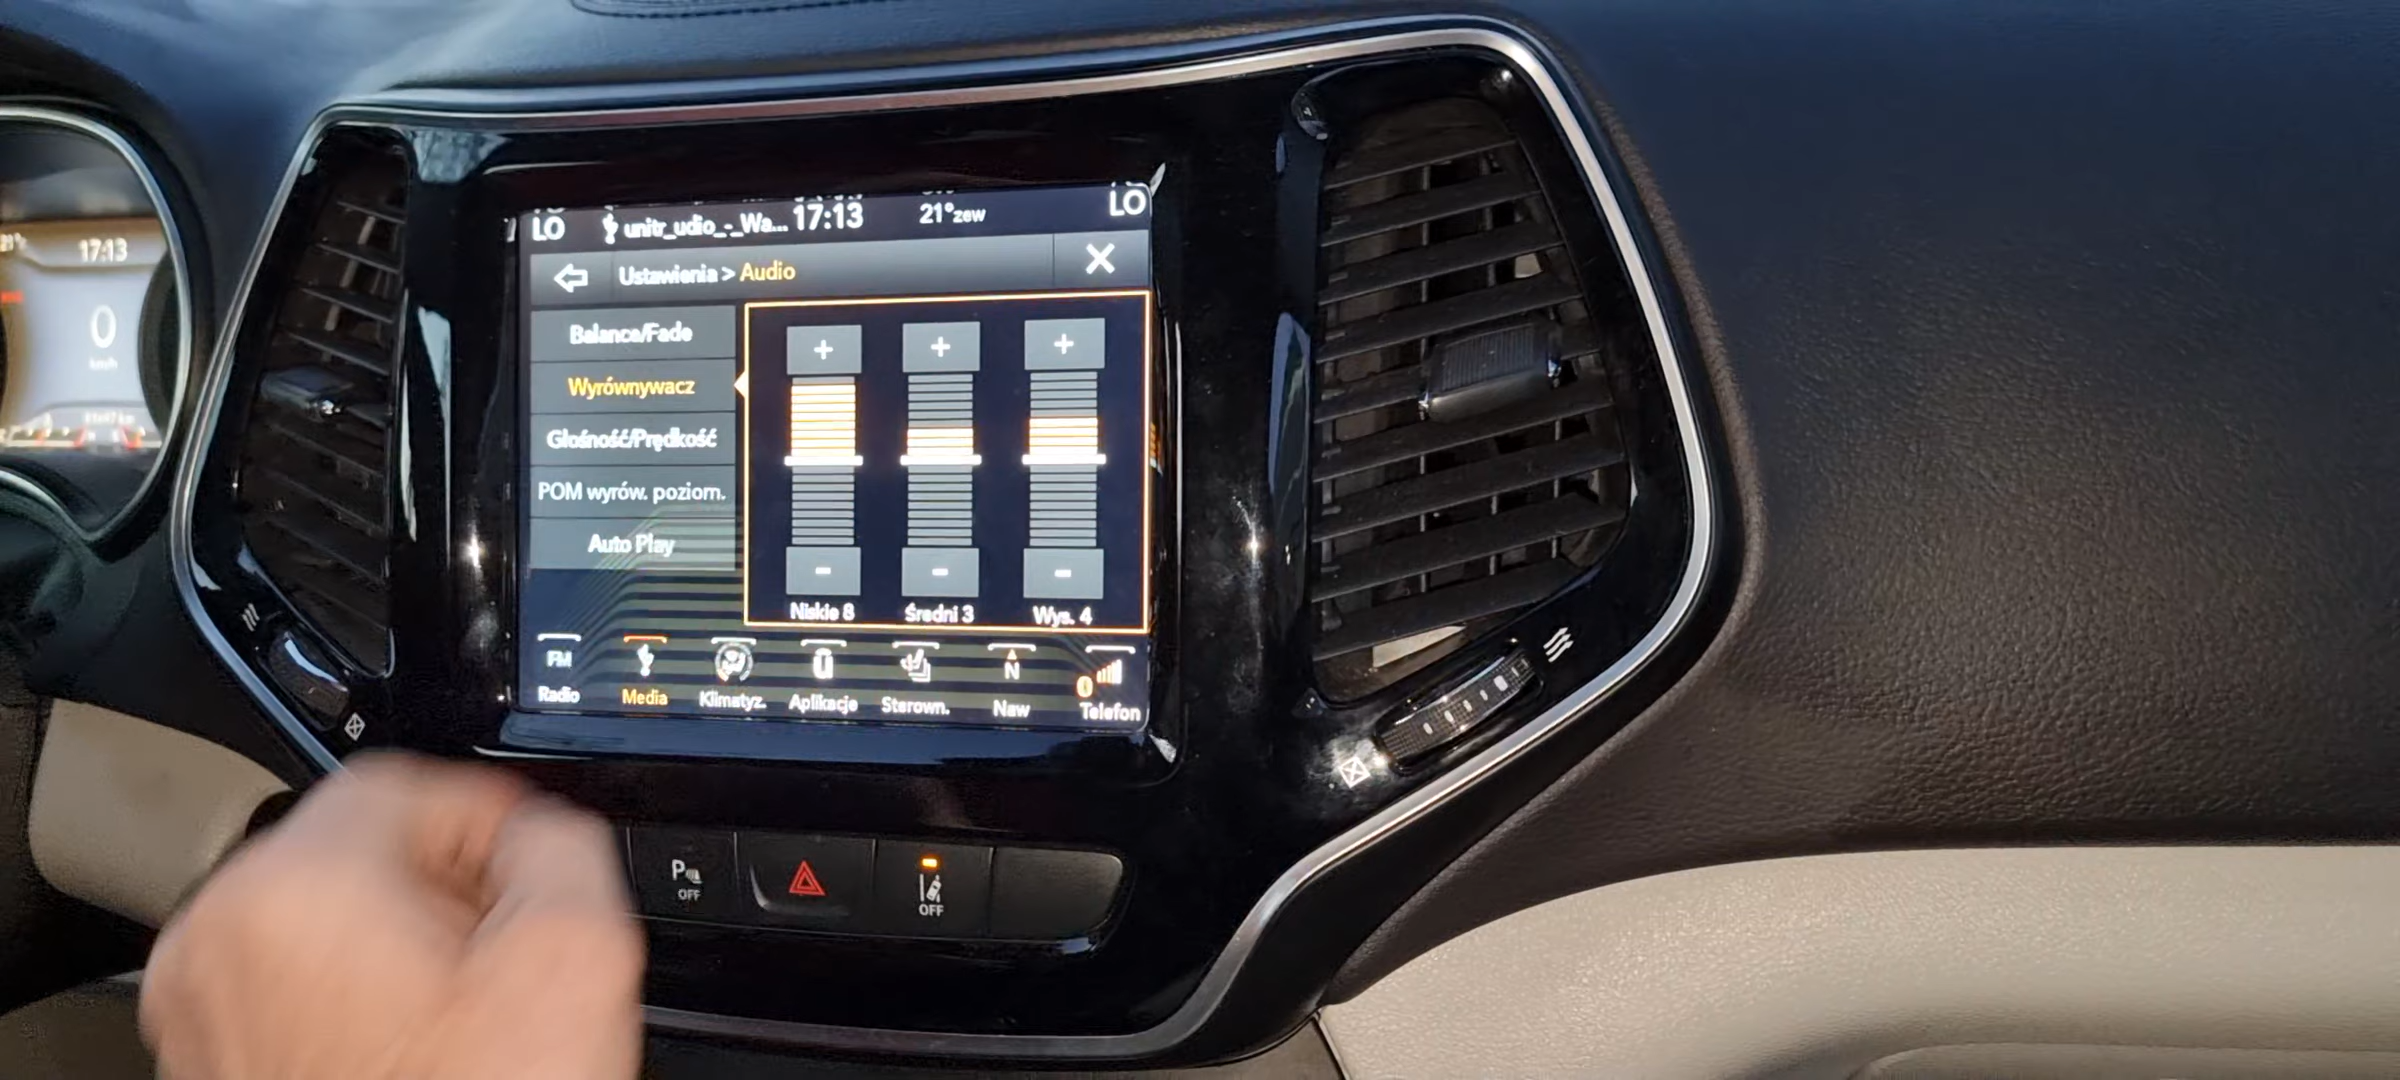 LO
unitr_udio_-_Wa...
17:13
21°zew
LO
Ustawienia > Audio
Balance/Fade
Wyrównywacz
Głośność/Prędkość
POM wyrów. poziom.
Auto Play
+ + +
- - -
Niskie 8
Średni 3
Wys. 4
FM
N
Radio
Media
Klimatyz.
Aplikacje
Sterown.
Naw
Telefon
17:13
0
km/h
P
OFF
OFF